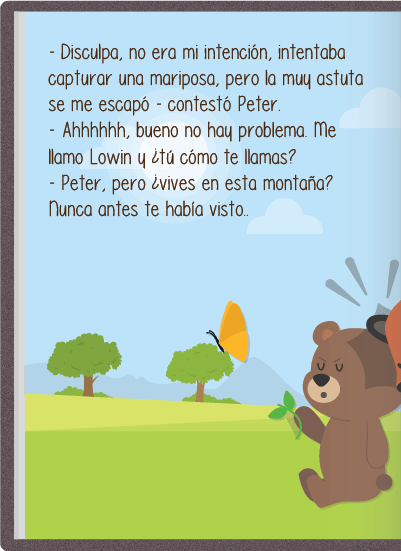 - Disculpa, no era mi intención, intentaba
capturar una mariposa, pero la muy astuta
se me escapó - contestó Peter.
- Ahhhhhh, bueno no hay problema. Me
llamo Lowin y ¿tú cómo te llamas?
- Peter, pero ¿vives en esta montaña?
Nunca antes te había visto..